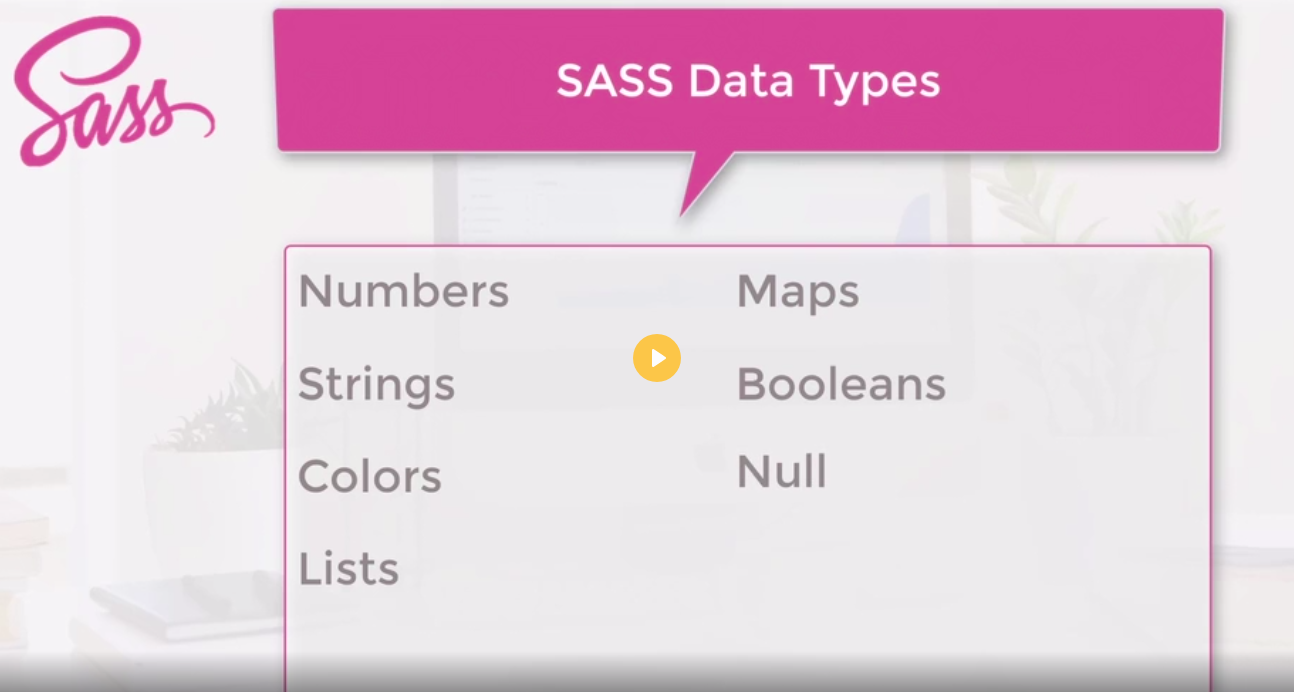 Sass
SASS Data Types
Numbers
Strings
Colors
Lists
Maps
Booleans
Null